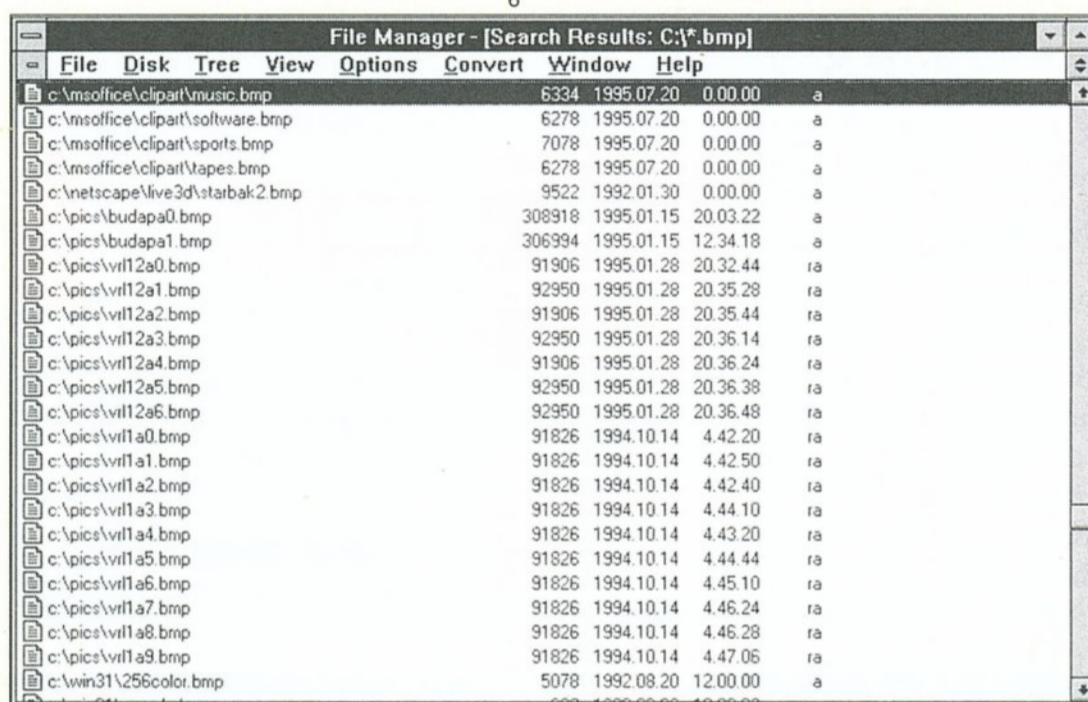 6
File Manager - [Search Results: C:\*.bmp]
File Disk Tree View Options Convert Window Help
c:\msoffice\clipart\music.bmp 6334 1995.07.20 0.00.00 a
c:\msoffice\clipart\software.bmp 6278 1995.07.20 0.00.00 a
c:\msoffice\clipart\sports.bmp 7078 1995.07.20 0.00.00 a
c:\msoffice\clipart\tapes.bmp 6278 1995.07.20 0.00.00 a
c:\netscape\live3d\starbak2.bmp 9522 1992.01.30 0.00.00 a
c:\pics\budapa0.bmp 308918 1995.01.15 20.03.22 a
c:\pics\budapa1.bmp 306994 1995.01.15 12.34.18 a
c:\pics\vrl12a0.bmp 91906 1995.01.28 20.32.44 ra
c:\pics\vrl12a1.bmp 92950 1995.01.28 20.35.28 ra
c:\pics\vrl12a2.bmp 91906 1995.01.28 20.35.44 ra
c:\pics\vrl12a3.bmp 92950 1995.01.28 20.36.14 ra
c:\pics\vrl12a4.bmp 91906 1995.01.28 20.36.24 ra
c:\pics\vrl12a5.bmp 92950 1995.01.28 20.36.38 ra
c:\pics\vrl12a6.bmp 92950 1995.01.28 20.36.48 ra
c:\pics\vrl1a0.bmp 91826 1994.10.14 4.42.20 ra
c:\pics\vrl1a1.bmp 91826 1994.10.14 4.42.50 ra
c:\pics\vrl1a2.bmp 91826 1994.10.14 4.42.40 ra
c:\pics\vrl1a3.bmp 91826 1994.10.14 4.44.10 ra
c:\pics\vrl1a4.bmp 91826 1994.10.14 4.43.20 ra
c:\pics\vrl1a5.bmp 91826 1994.10.14 4.44.44 ra
c:\pics\vrl1a6.bmp 91826 1994.10.14 4.45.10 ra
c:\pics\vrl1a7.bmp 91826 1994.10.14 4.46.24 ra
c:\pics\vrl1a8.bmp 91826 1994.10.14 4.46.28 ra
c:\pics\vrl1a9.bmp 91826 1994.10.14 4.47.06 ra
c:\win31\256color.bmp 5078 1992.08.20 12.00.00 a